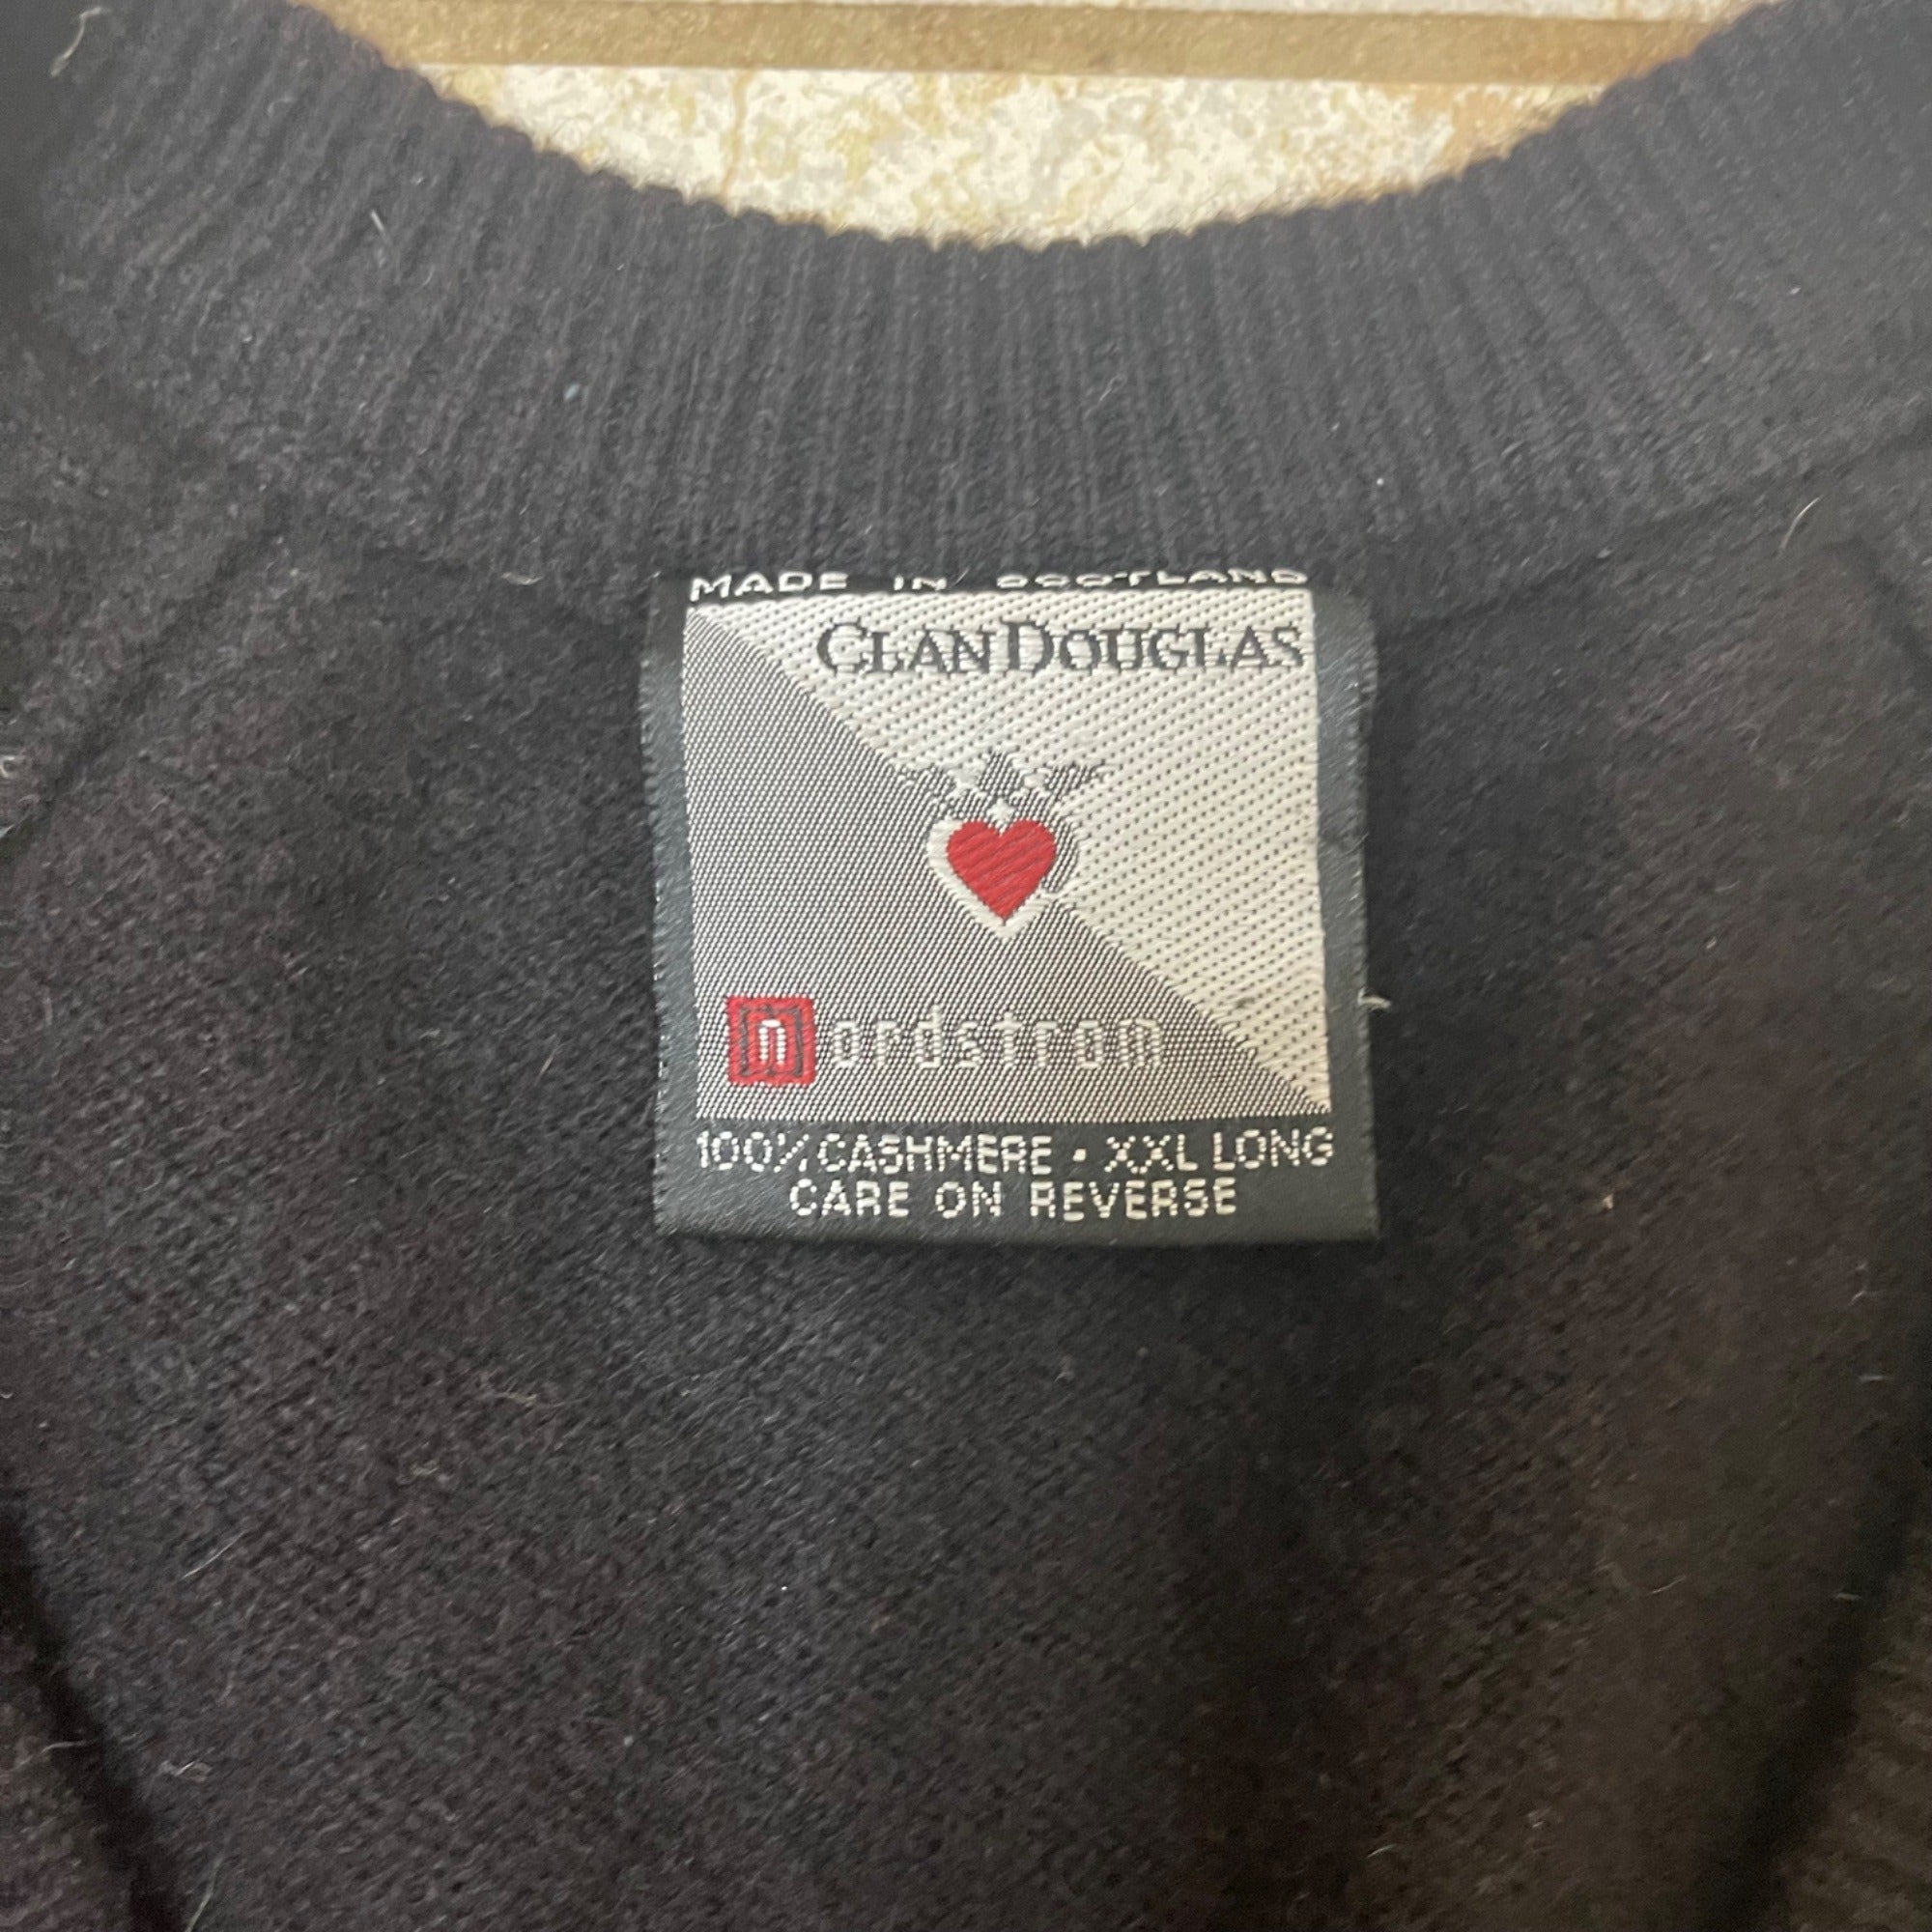 MADE IN SCOTLAND
CLAN DOUGLAS
nordstrom
100% CASHMERE • XXL LONG
CARE ON REVERSE